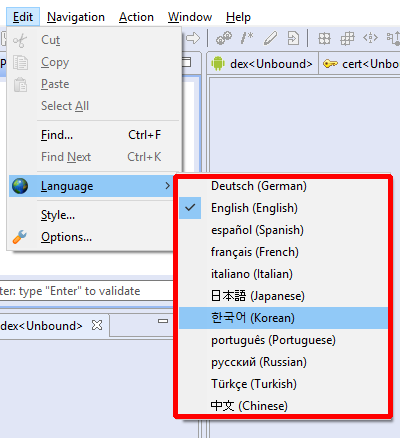 Edit Navigation Action Window Help
Cut
Copy
Paste
Select All
Find... Ctrl+F
Find Next Ctrl+K
Language
Style...
Options...
dex<Unbound> cert<Unbo
Deutsch (German)
English (English)
español (Spanish)
français (French)
italiano (Italian)
日本語 (Japanese)
한국어 (Korean)
português (Portuguese)
русский (Russian)
Türkçe (Turkish)
中文 (Chinese)
ter: type "Enter" to validate
dex<Unbound>